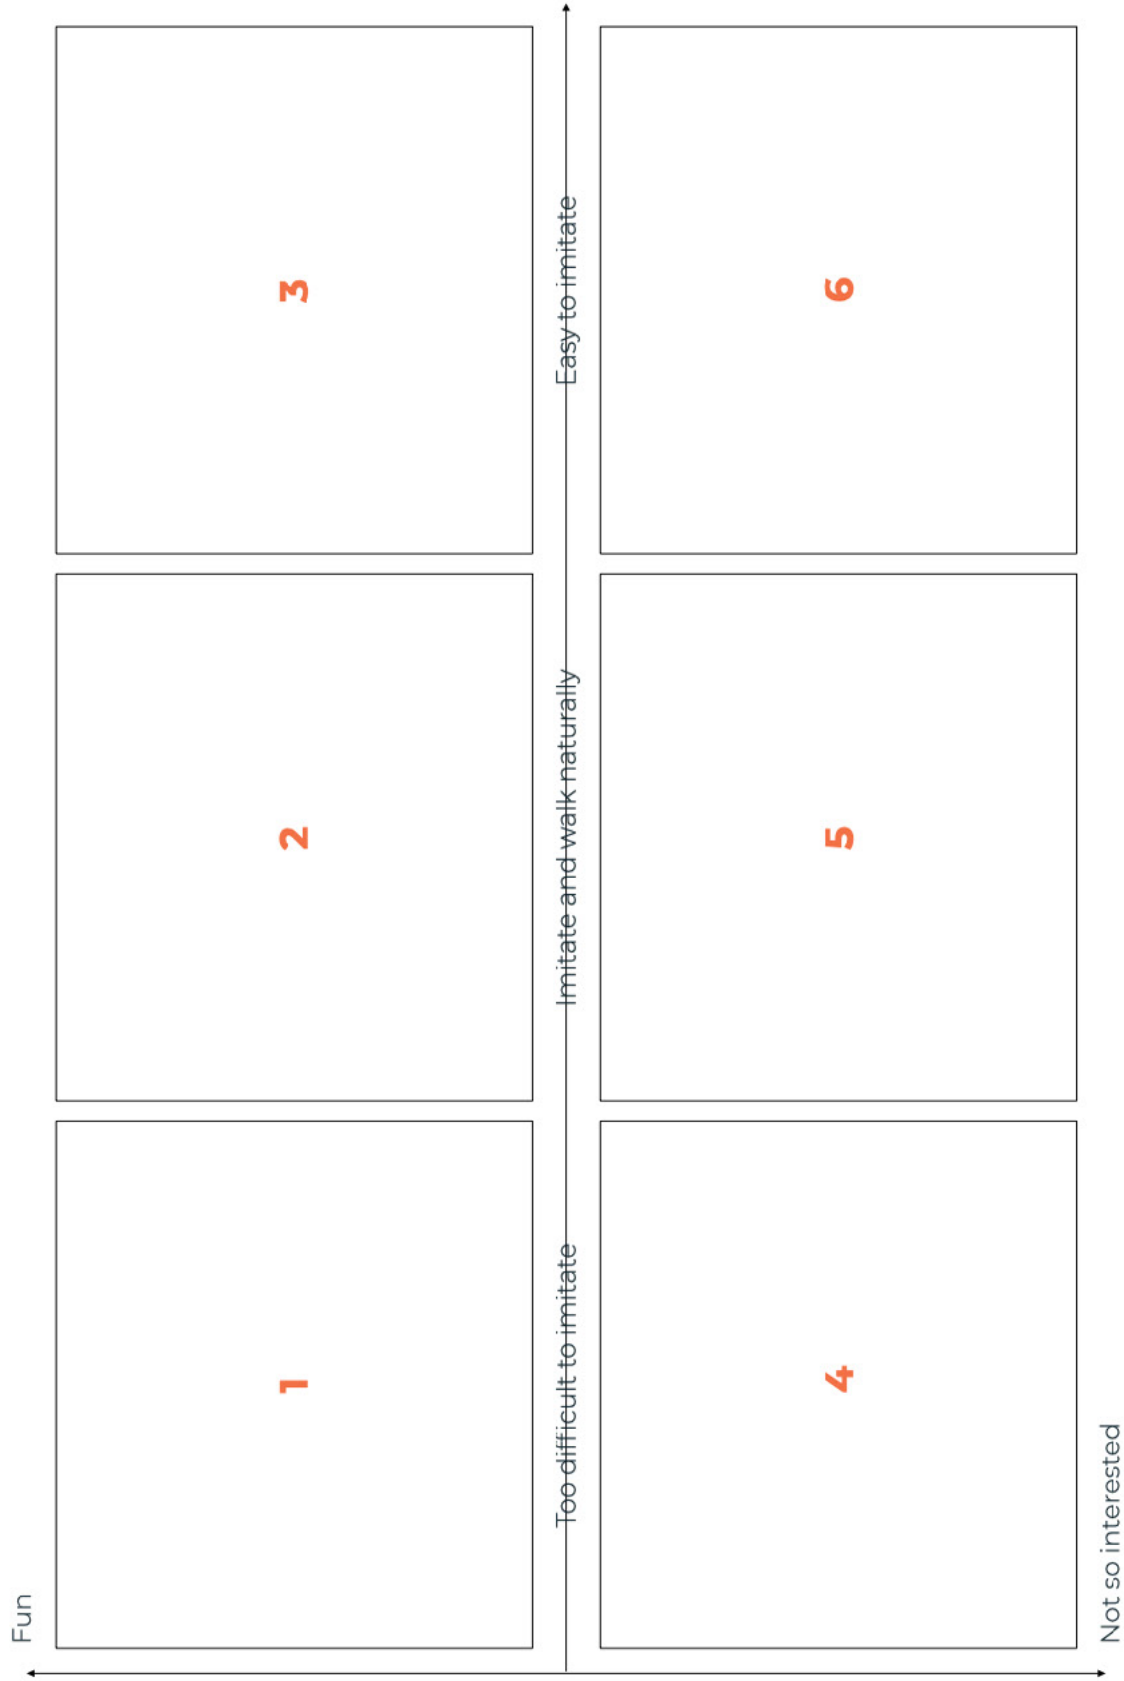 Fun
1
2
3
Too difficult to imitate
Imitate and walk naturally
Easy to imitate
4
5
6
Not so interested